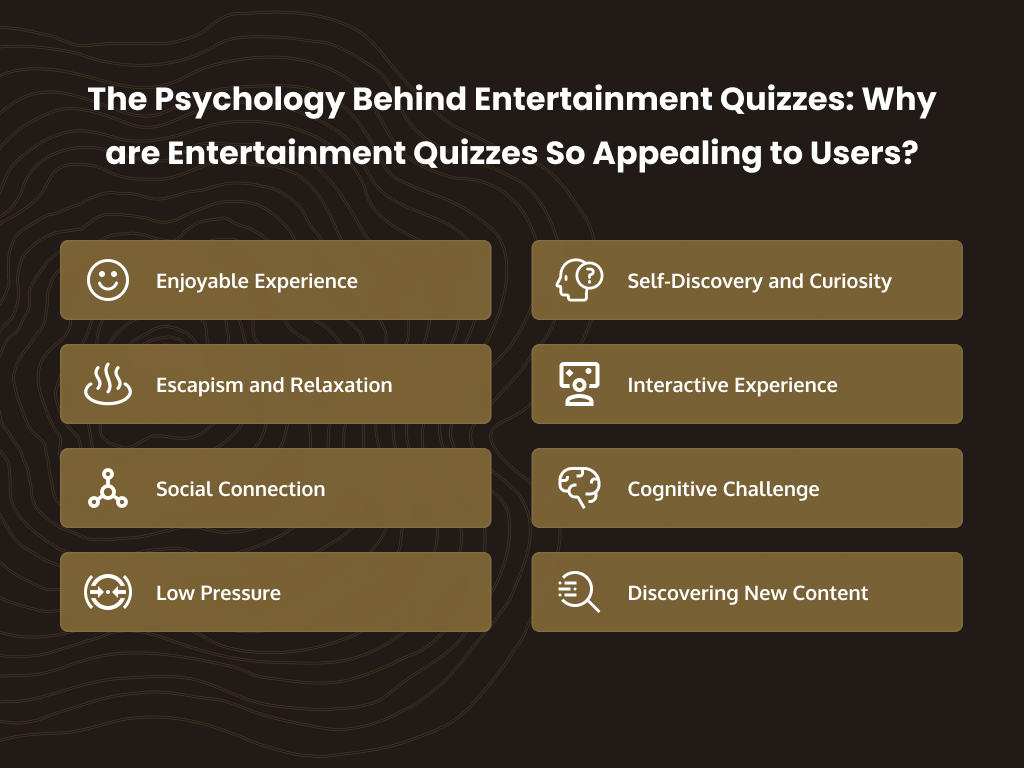 The Psychology Behind Entertainment Quizzes: Why
are Entertainment Quizzes So Appealing to Users?
Enjoyable Experience
Self-Discovery and Curiosity
Escapism and Relaxation
Interactive Experience
Social Connection
Cognitive Challenge
Low Pressure
Discovering New Content